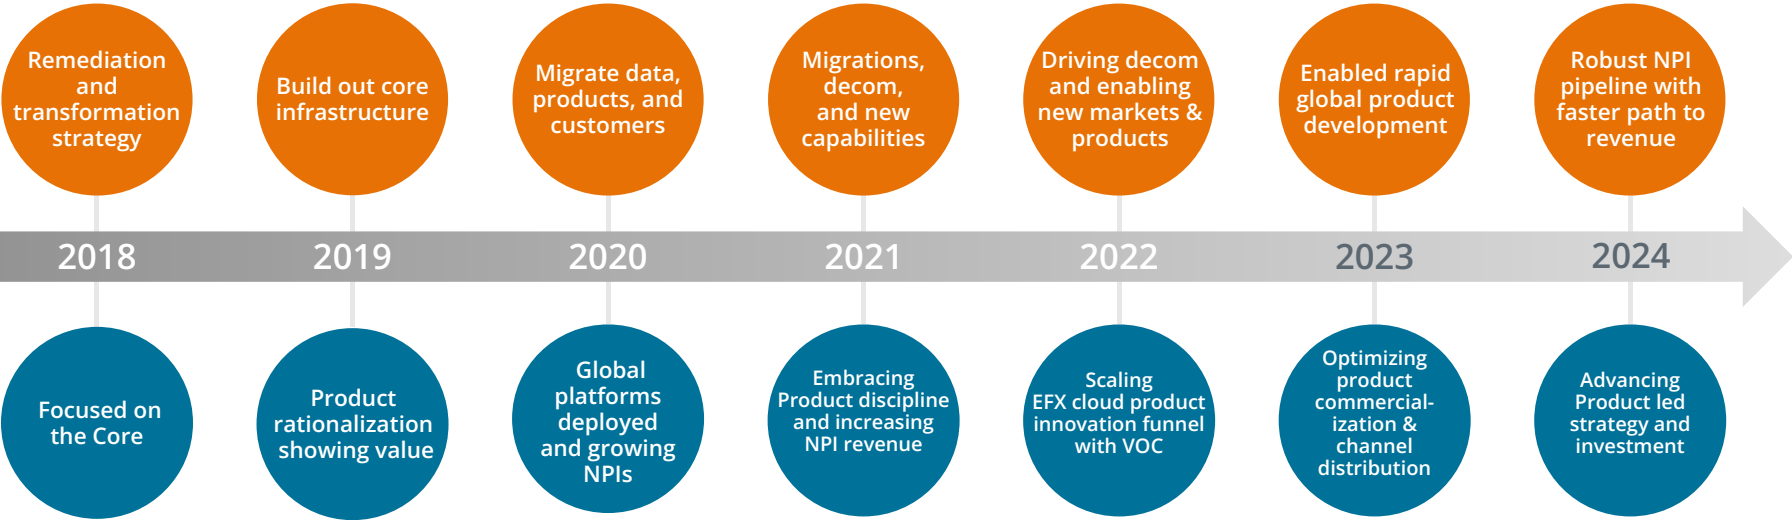 Remediation
and
transformation
strategy
Build out core
infrastructure
Migrate data,
products, and
customers
Migrations,
decom,
and new
capabilities
Driving decom
and enabling
new markets &
products
Enabled rapid
global product
development
Robust NPI
pipeline with
faster path to
revenue
2018
2019
2020
2021
2022
2023
2024
Focused on
the Core
Product
rationalization
showing value
Global
platforms
deployed
and growing
NPIs
Embracing
Product discipline
and increasing
NPI revenue
Scaling
EFX cloud product
innovation funnel
with VOC
Optimizing
product
commercial-
ization &
channel
distribution
Advancing
Product led
strategy and
investment